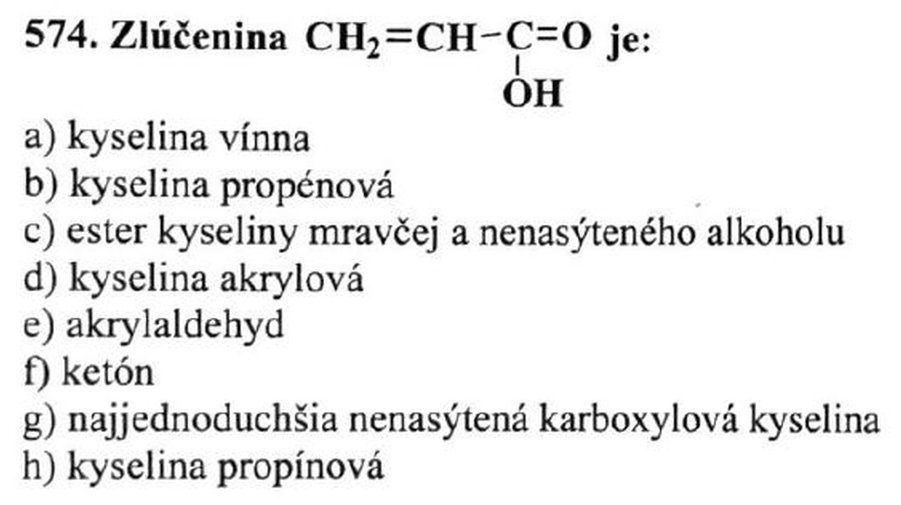 574. Zlúčenina CH₂=CH-C=O je:
OH
a) kyselina vínna
b) kyselina propénová
c) ester kyseliny mravčej a nenasýteného alkoholu
d) kyselina akrylová
e) akrylaldehyd
f) ketón
g) najjednoduchšia nenasýtená karboxylová kyselina
h) kyselina propínová